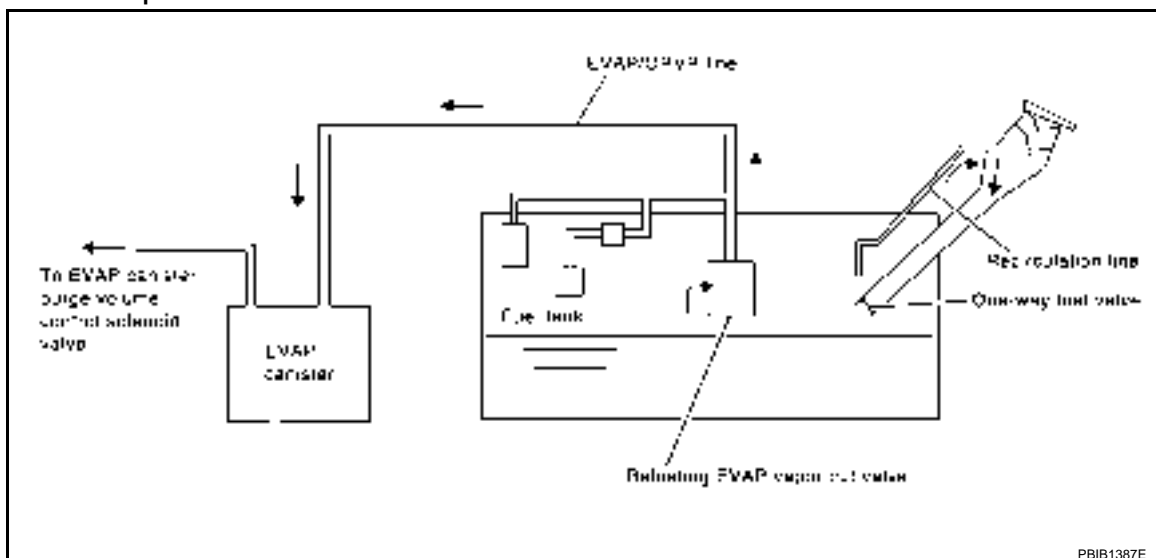 EVAP/ORVR line
Recirculation line
One-way fuel valve
To EVAP canister
purge volume
control solenoid
valve
Fuel tank
EVAP
canister
Refueling EVAP vapor cut valve
PBIB1387E